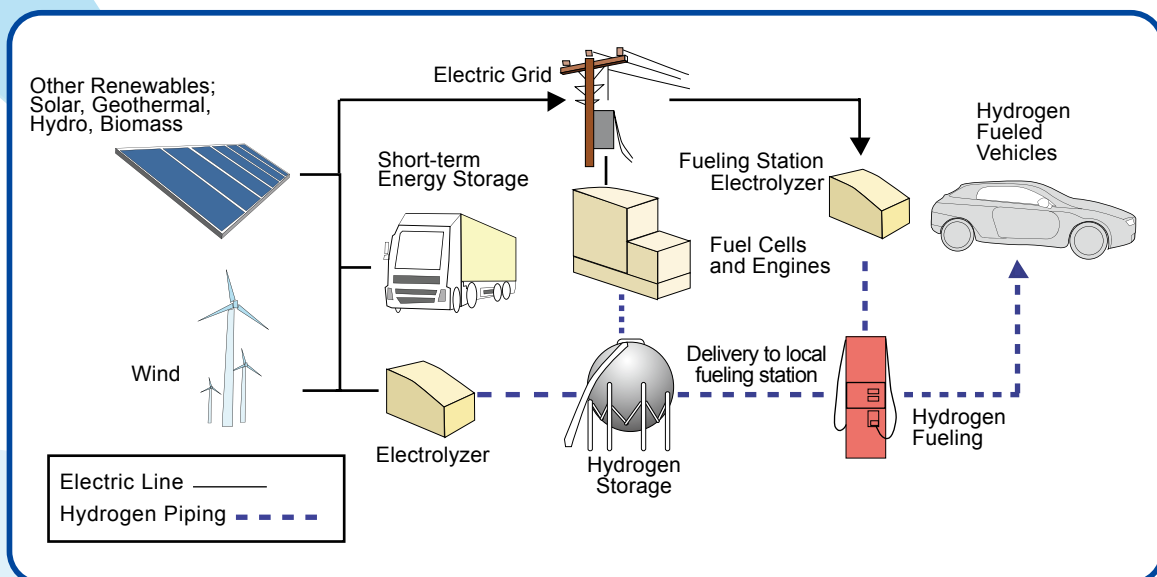 Other Renewables;
Solar, Geothermal,
Hydro, Biomass
Electric Grid
Hydrogen
Fueled
Vehicles
Short-term
Energy Storage
Fueling Station
Electrolyzer
Fuel Cells
and Engines
Wind
Delivery to local
fueling station
Electrolyzer
Hydrogen
Storage
Hydrogen
Fueling
Electric Line
Hydrogen Piping